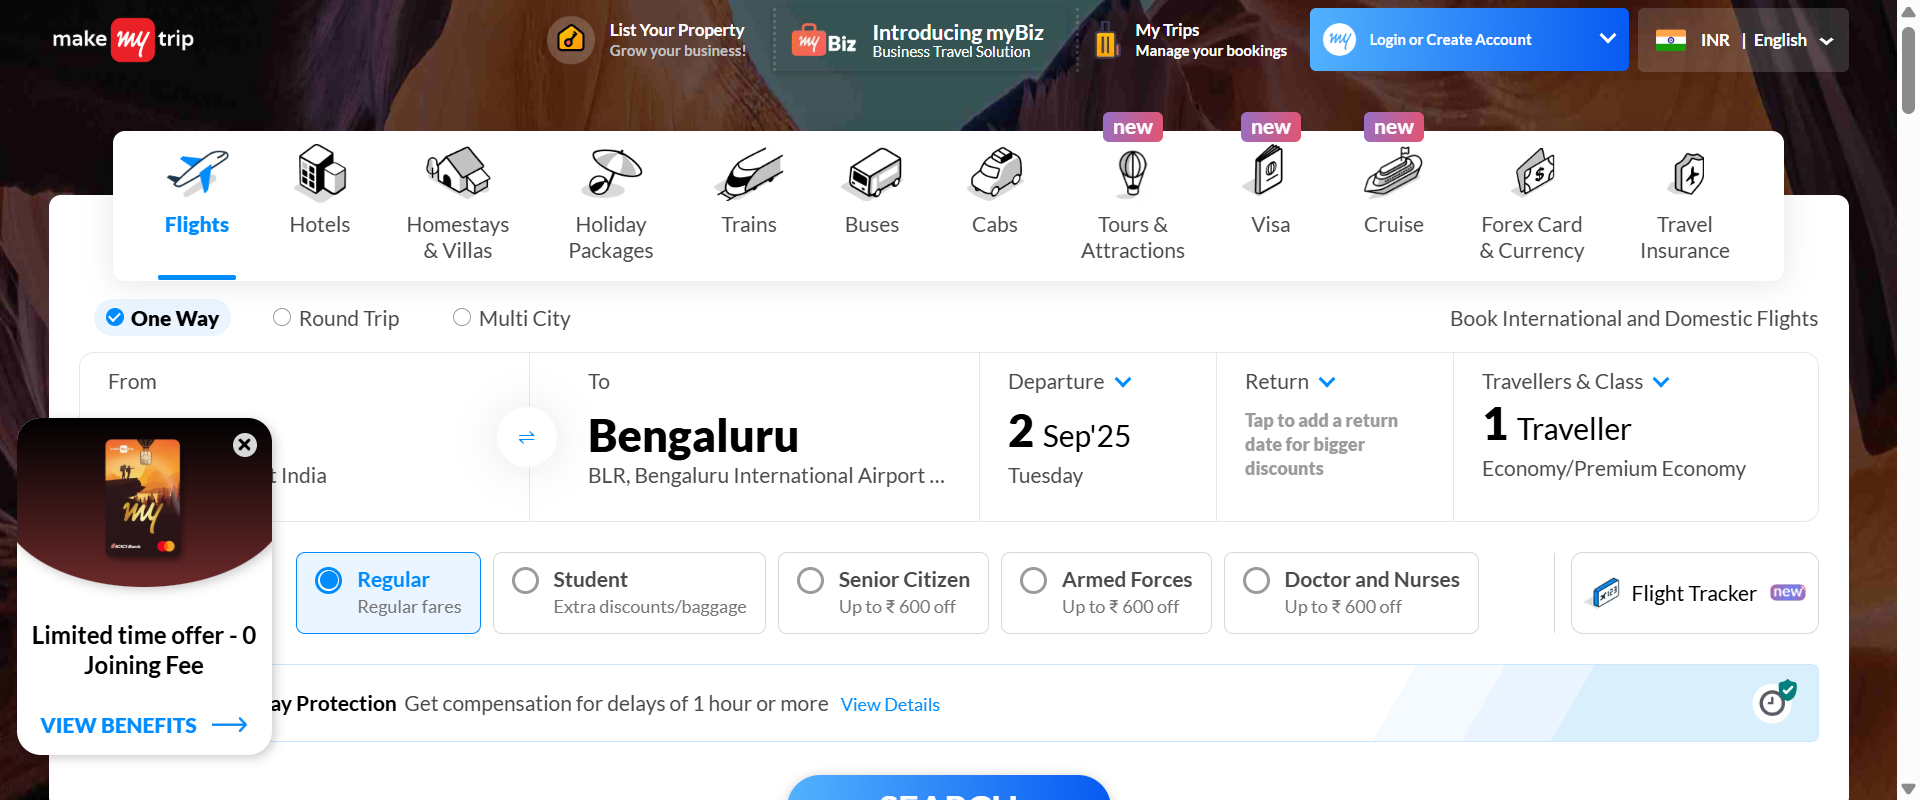 make my trip
List Your Property
Grow your business!
my Biz
Introducing myBiz
Business Travel Solution
My Trips
Manage your bookings
my
Login or Create Account
INR | English
new
new
new
Flights
Hotels
Homestays
& Villas
Holiday
Packages
Trains
Buses
Cabs
Tours &
Attractions
Visa
Cruise
Forex Card
& Currency
Travel
Insurance
One Way
Round Trip
Multi City
Book International and Domestic Flights
From
t India
To
Bengaluru
BLR, Bengaluru International Airport ...
Departure
2 Sep'25
Tuesday
Return
Tap to add a return
date for bigger
discounts
Travellers & Class
1 Traveller
Economy/Premium Economy
my
ICICI Bank
Limited time offer - 0
Joining Fee
VIEW BENEFITS
Regular
Regular fares
Student
Extra discounts/baggage
Senior Citizen
Up to ₹ 600 off
Armed Forces
Up to ₹ 600 off
Doctor and Nurses
Up to ₹ 600 off
123
Flight Tracker
new
ay Protection Get compensation for delays of 1 hour or more View Details
SEARCH